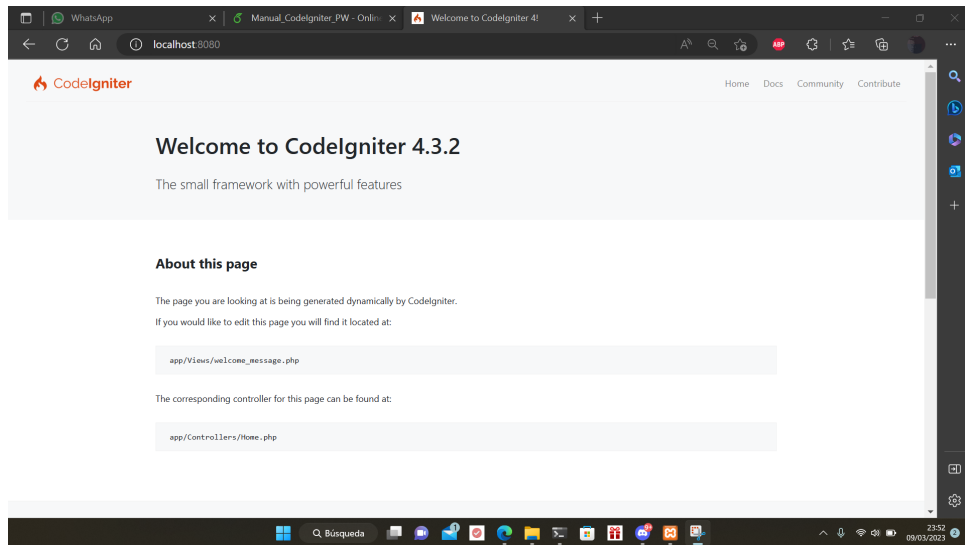 WhatsApp
Manual_CodeIgniter_PW - Online
Welcome to CodeIgniter 4!
localhost:8080
ABP
CodeIgniter
Home Docs Community Contribute
Welcome to CodeIgniter 4.3.2
The small framework with powerful features
About this page
The page you are looking at is being generated dynamically by CodeIgniter.
If you would like to edit this page you will find it located at:
app/Views/welcome_message.php
The corresponding controller for this page can be found at:
app/Controllers/Home.php
Búsqueda
23:52
09/03/2023